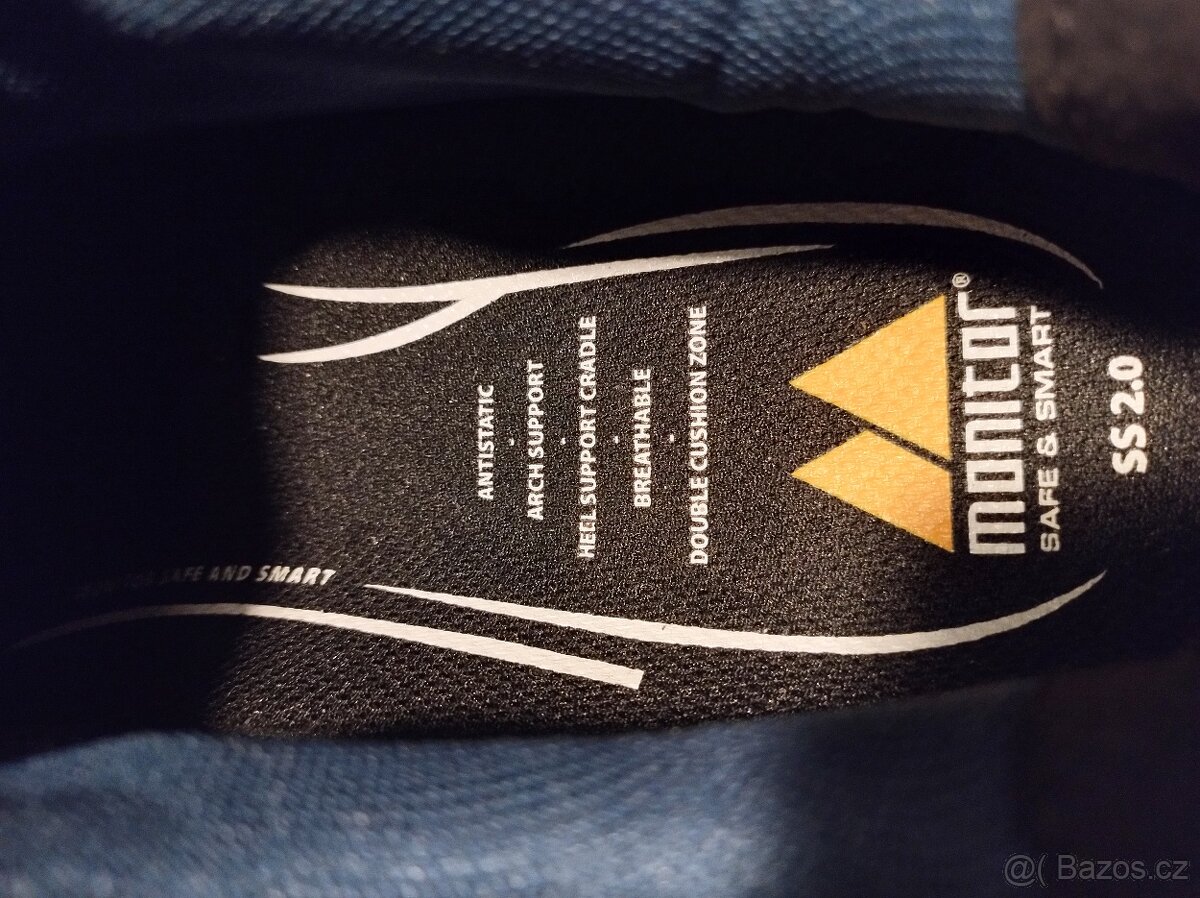 ANTISTATIC
·
ARCH SUPPORT
·
HEEL SUPPORT CRADLE
·
BREATHABLE
·
DOUBLE CUSHION ZONE
monitor®
SAFE & SMART
SS 2.0
SAFE AND SMART
@( Bazos.cz